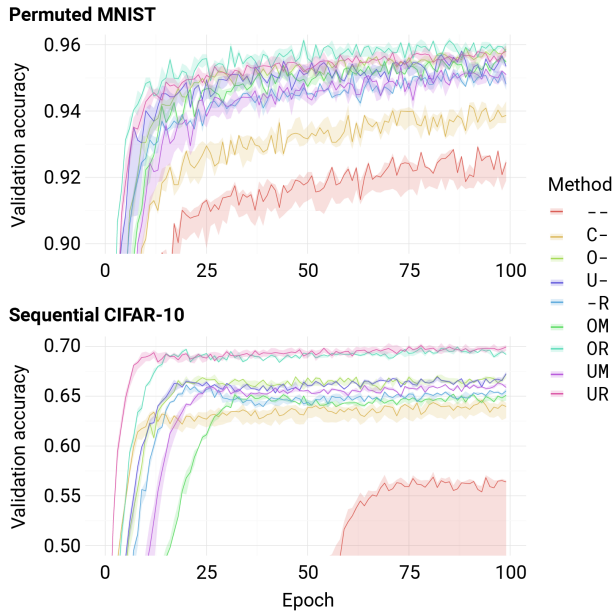 Permuted MNIST
Validation accuracy
0.96
0.94
0.92
0.90
0
25
50
75
100
Sequential CIFAR-10
Validation accuracy
0.70
0.65
0.60
0.55
0.50
0
25
50
75
100
Epoch
Method
--
C-
O-
U-
-R
OM
OR
UM
UR